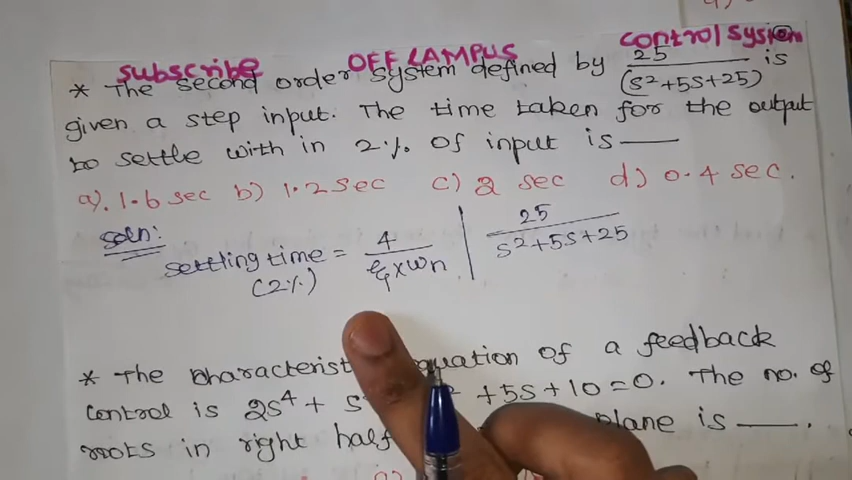 subscribe OFF CAMPUS control system
* The second order system defined by 25/(s²+5s+25) is
given a step input. The time taken for the output
to settle with in 2% of input is ——
a). 1.6 sec b) 1.2 sec c) 2 sec d) 0.4 sec.
soln:
settling time = 4/(ξ×ωn) | 25/(s²+5s+25)
(2%)
* The characterist equation of a feedback
control is 2s⁴+ s +5s+10=0. The no. of
roots in right half plane is ——.